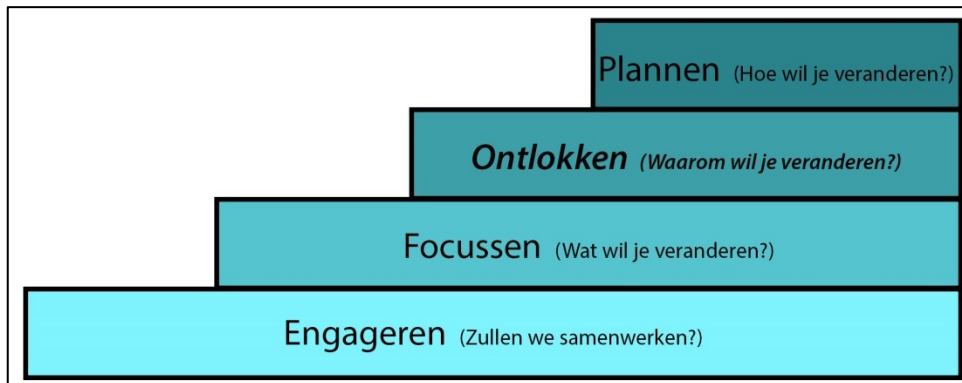 Plannen (Hoe wil je veranderen?)
Ontlokken (Waarom wil je veranderen?)
Focussen (Wat wil je veranderen?)
Engageren (Zullen we samenwerken?)